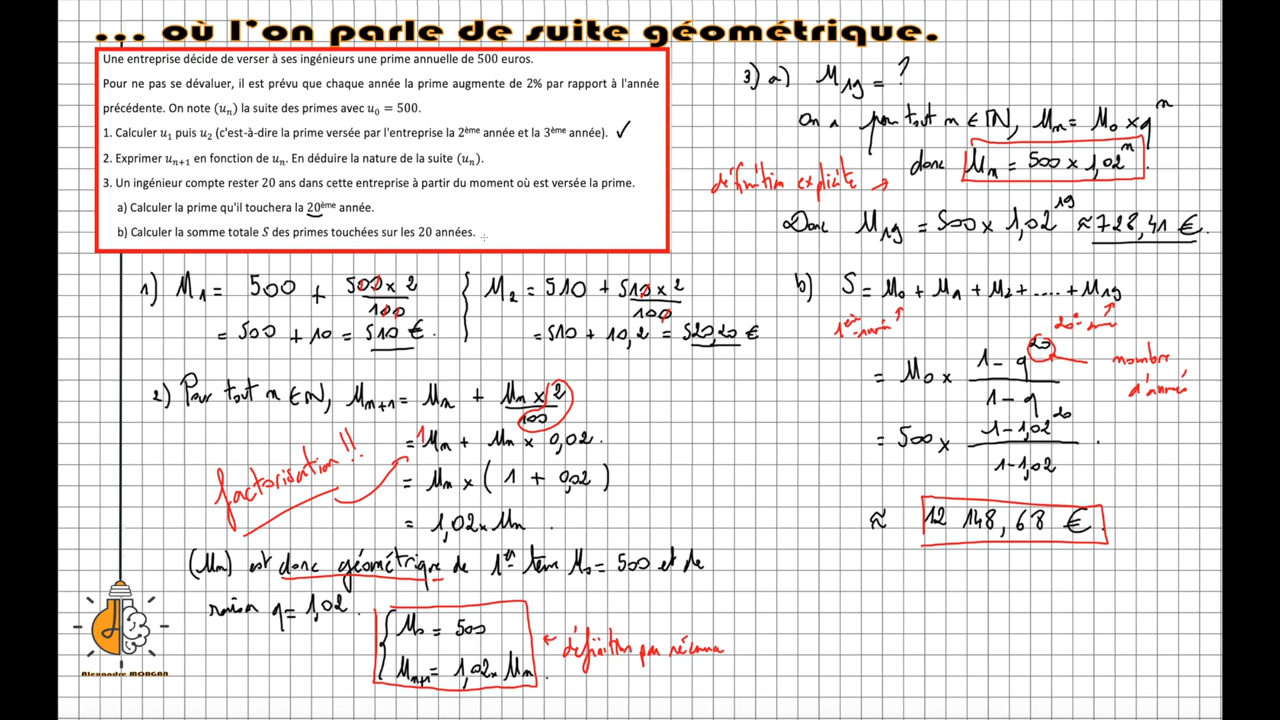 ... où l'on parle de suite géométrique.
Une entreprise décide de verser à ses ingénieurs une prime annuelle de 500 euros.
Pour ne pas se dévaluer, il est prévu que chaque année la prime augmente de 2% par rapport à l'année
précédente. On note (uₙ) la suite des primes avec u₀ = 500.
1. Calculer u₁ puis u₂ (c'est-à-dire la prime versée par l'entreprise la 2ème année et la 3ème année). ✓
2. Exprimer uₙ₊₁ en fonction de uₙ. En déduire la nature de la suite (uₙ).
3. Un ingénieur compte rester 20 ans dans cette entreprise à partir du moment où est versée la prime.
a) Calculer la prime qu'il touchera la 20ème année.
b) Calculer la somme totale S des primes touchées sur les 20 années.
1) u₁ = 500 + (500 × 2)/100
= 500 + 10 = 510 €
u₂ = 510 + (510 × 2)/100
= 510 + 10,2 = 520,20 €
2) Pour tout n ∈ ℕ, uₙ₊₁ = uₙ + (uₙ × 2)/100
= 1uₙ + uₙ × 0,02.
factorisation !!
= uₙ × (1 + 0,02)
= 1,02 × uₙ.
(uₙ) est donc géométrique de 1er terme u₀ = 500 et de
raison q = 1,02.
{ u₀ = 500
uₙ₊₁ = 1,02 × uₙ.
← définition par récurrence
Alexandre MORGAN
3) a) u₁₉ = ?
On a pour tout n ∈ ℕ, uₙ = u₀ × qⁿ
donc uₙ = 500 × 1,02ⁿ.
définition explicite →
Donc u₁₉ = 500 × 1,02¹⁹ ≈ 728,41 €.
b) S = u₀ + u₁ + u₂ + .... + u₁₉
1ère année
20e année
= u₀ × (1 - q²⁰)/(1 - q)
nombre
d'années
= 500 × (1 - 1,02²⁰)/(1 - 1,02).
≈ 12 148,68 €